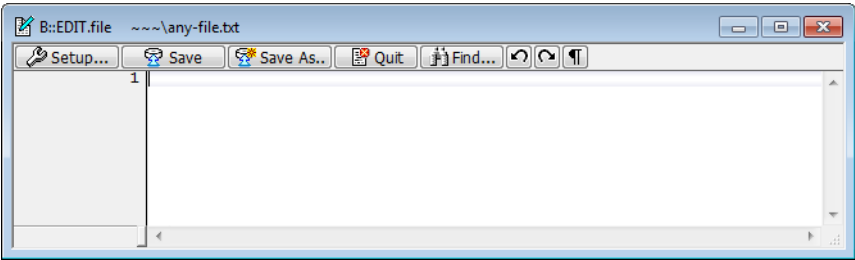 B::EDIT.file ~~~\any-file.txt
Setup... Save Save As.. Quit Find... ¶
1